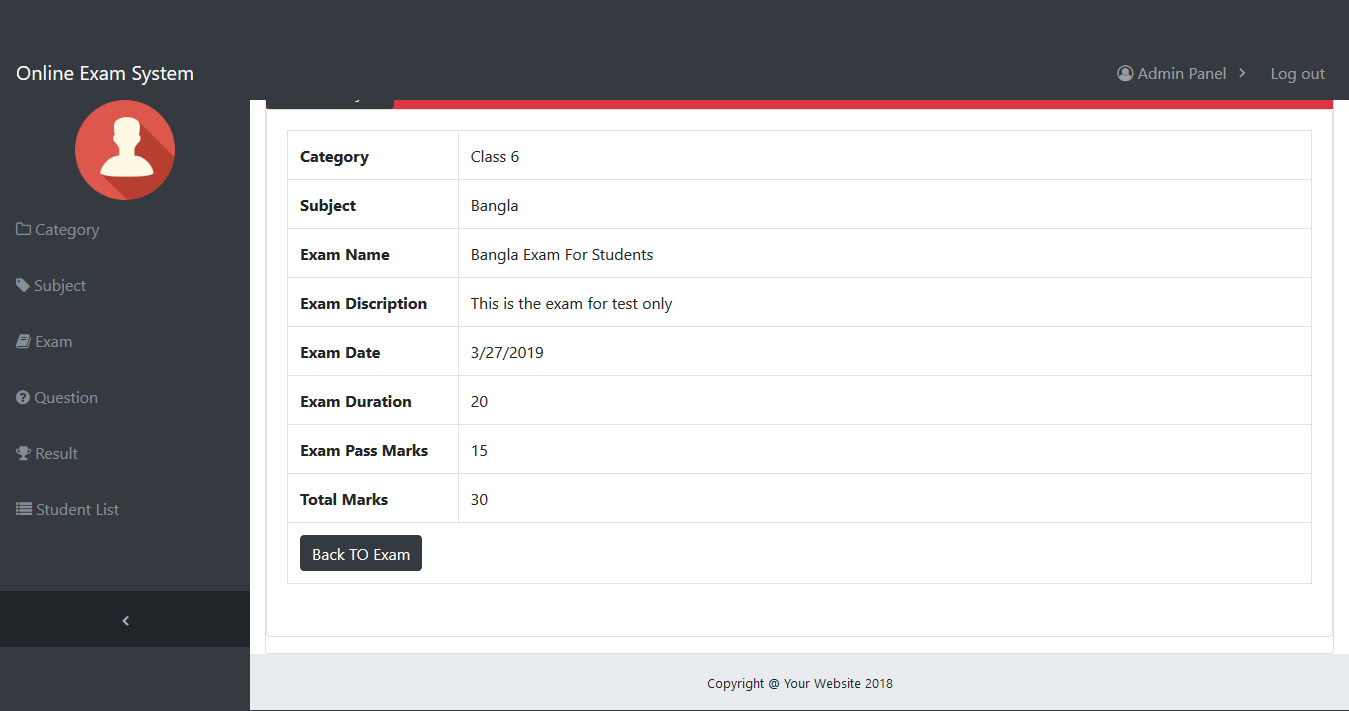 Online Exam System
Admin Panel
Log out
Category
Subject
Exam
Question
Result
Student List
Category Class 6
Subject Bangla
Exam Name Bangla Exam For Students
Exam Discription This is the exam for test only
Exam Date 3/27/2019
Exam Duration 20
Exam Pass Marks 15
Total Marks 30
Back TO Exam
Copyright @ Your Website 2018